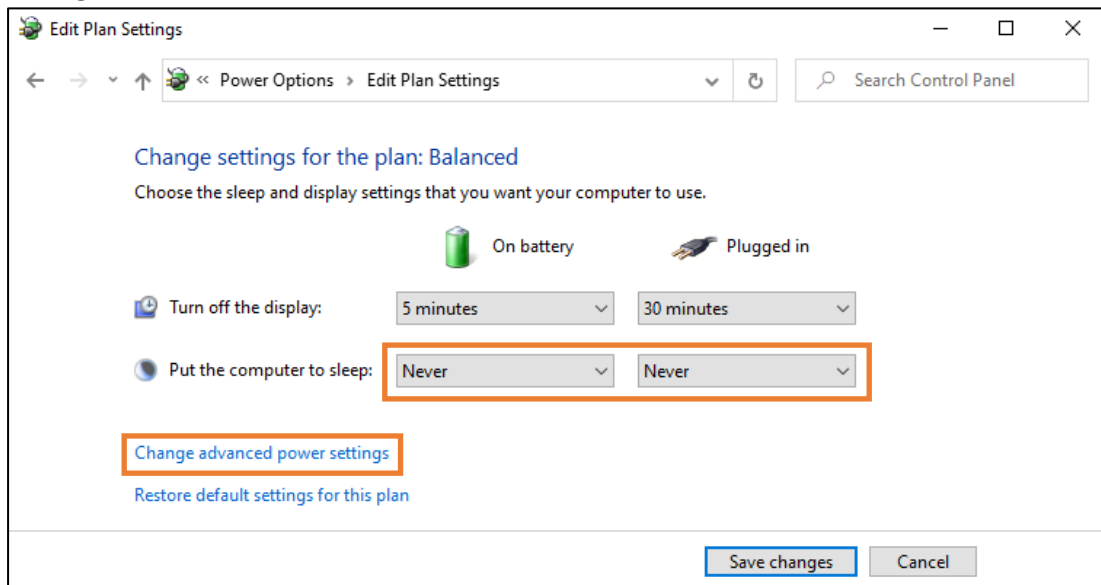 Edit Plan Settings
« Power Options › Edit Plan Settings
Search Control Panel
Change settings for the plan: Balanced
Choose the sleep and display settings that you want your computer to use.
On battery Plugged in
Turn off the display: 5 minutes 30 minutes
Put the computer to sleep: Never Never
Change advanced power settings
Restore default settings for this plan
Save changes Cancel